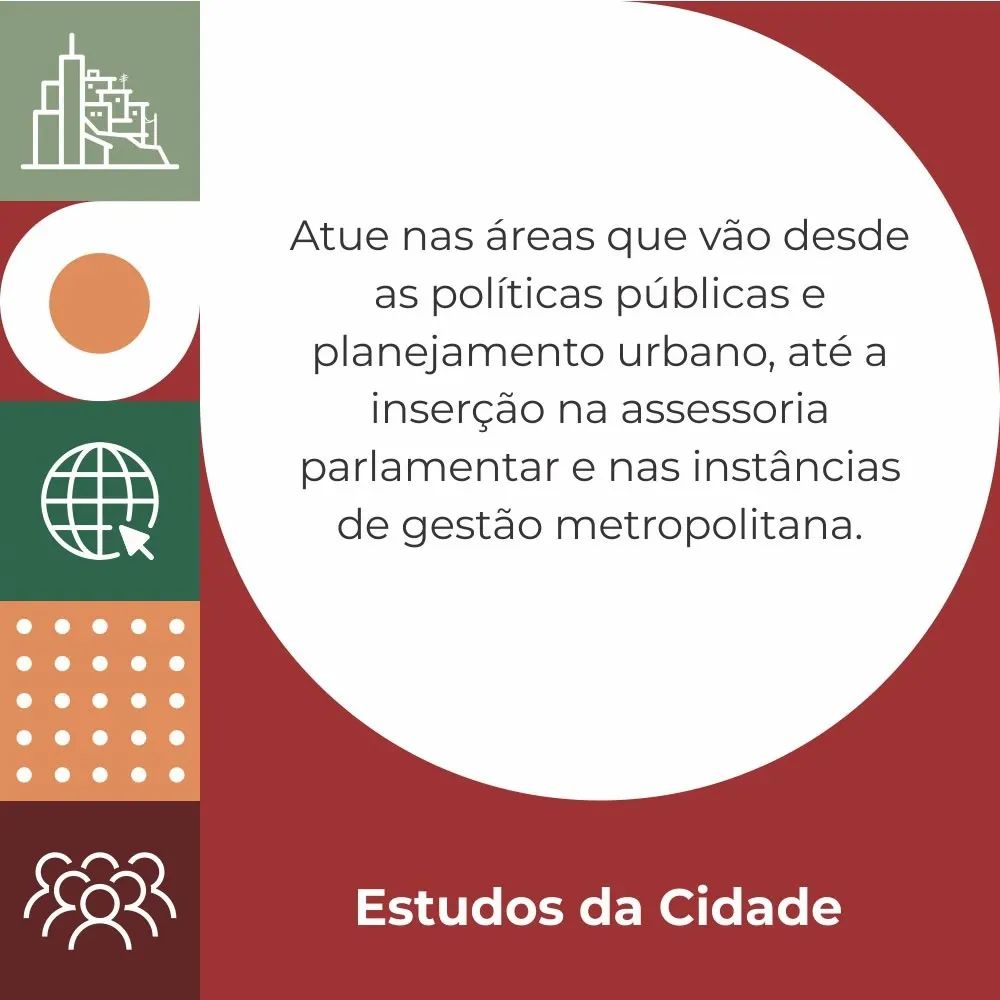 Atue nas áreas que vão desde
as políticas públicas e
planejamento urbano, até a
inserção na assessoria
parlamentar e nas instâncias
de gestão metropolitana.
Estudos da Cidade